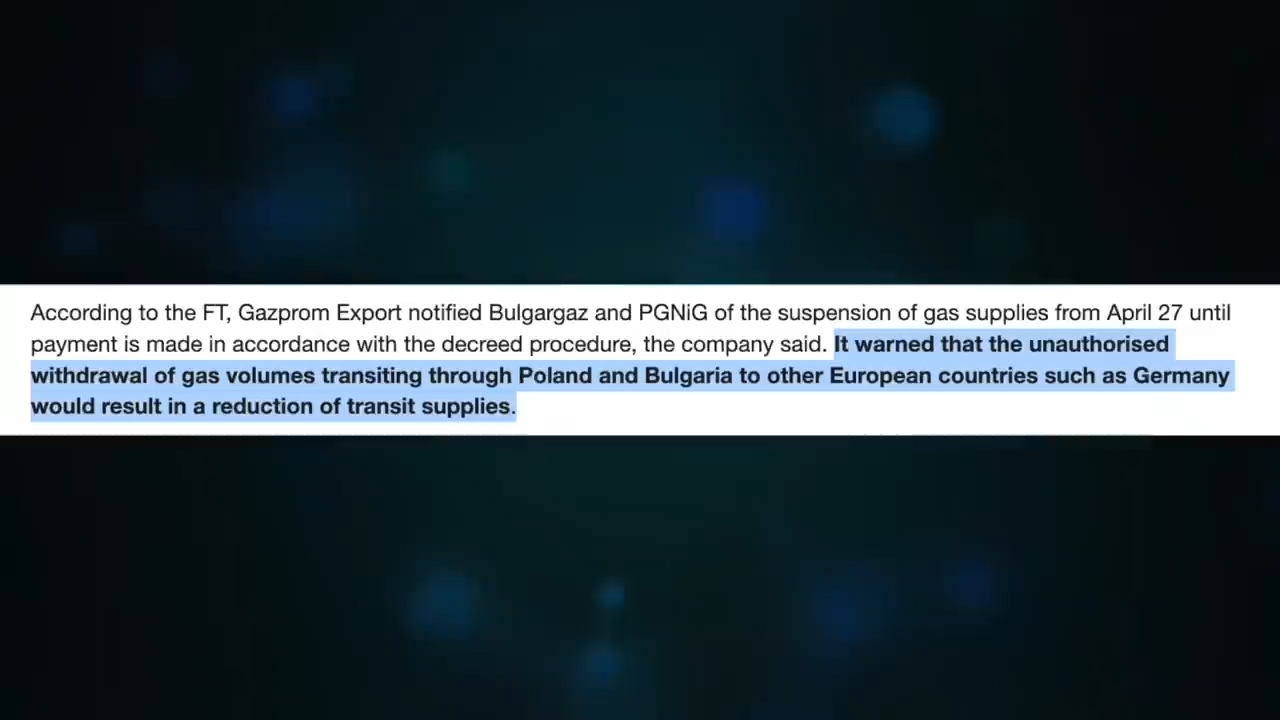 According to the FT, Gazprom Export notified Bulgargaz and PGNiG of the suspension of gas supplies from April 27 until
payment is made in accordance with the decreed procedure, the company said. It warned that the unauthorised
withdrawal of gas volumes transiting through Poland and Bulgaria to other European countries such as Germany
would result in a reduction of transit supplies.